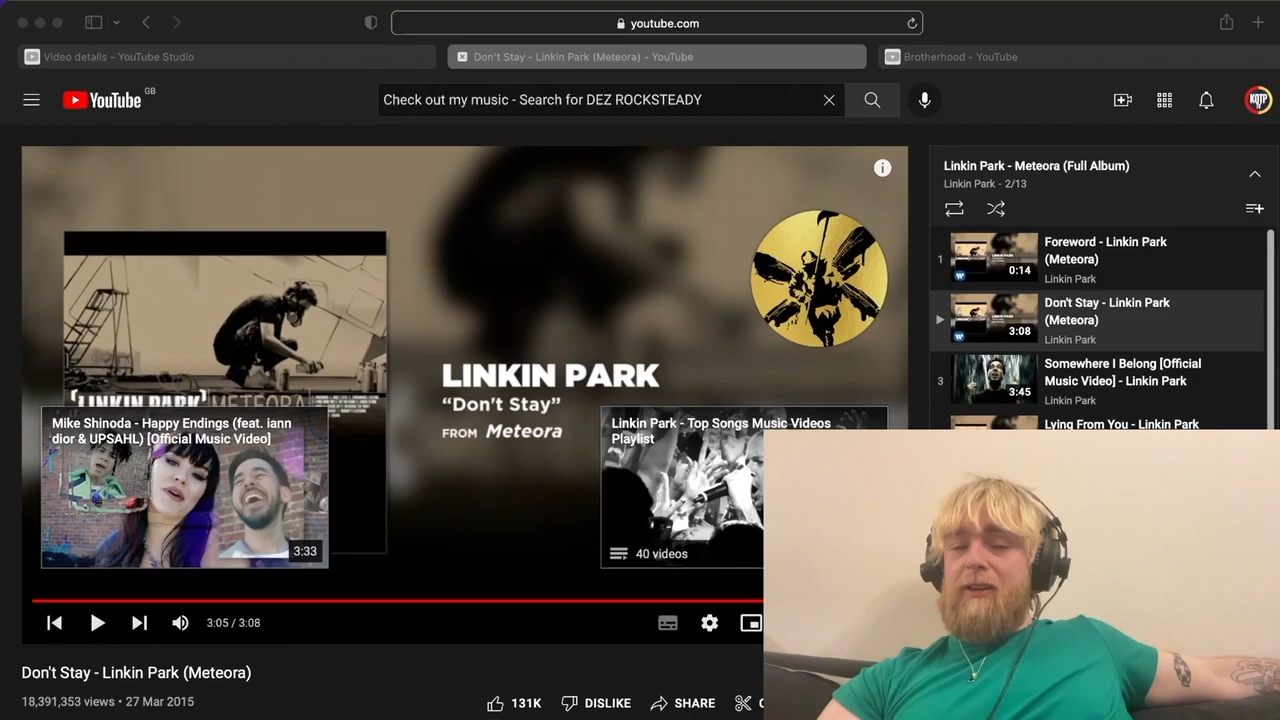 youtube.com
Video details - YouTube Studio
Don't Stay - Linkin Park (Meteora) - YouTube
Brotherhood - YouTube
YouTube GB
Check out my music - Search for DEZ ROCKSTEADY
KQTP
Linkin Park - Meteora (Full Album)
Linkin Park - 2/13
1
Foreword - Linkin Park
(Meteora)
0:14
Linkin Park
Don't Stay - Linkin Park
(Meteora)
3:08
Linkin Park
3
Somewhere I Belong [Official
Music Video] - Linkin Park
3:45
Linkin Park
Lying From You - Linkin Park
LINKIN PARK
“Don't Stay”
FROM Meteora
[LINKIN PARK] METEORA
Mike Shinoda - Happy Endings (feat. iann
dior & UPSAHL) [Official Music Video]
3:33
Linkin Park - Top Songs Music Videos
Playlist
40 videos
3:05 / 3:08
Don't Stay - Linkin Park (Meteora)
18,391,353 views • 27 Mar 2015
131K
DISLIKE
SHARE